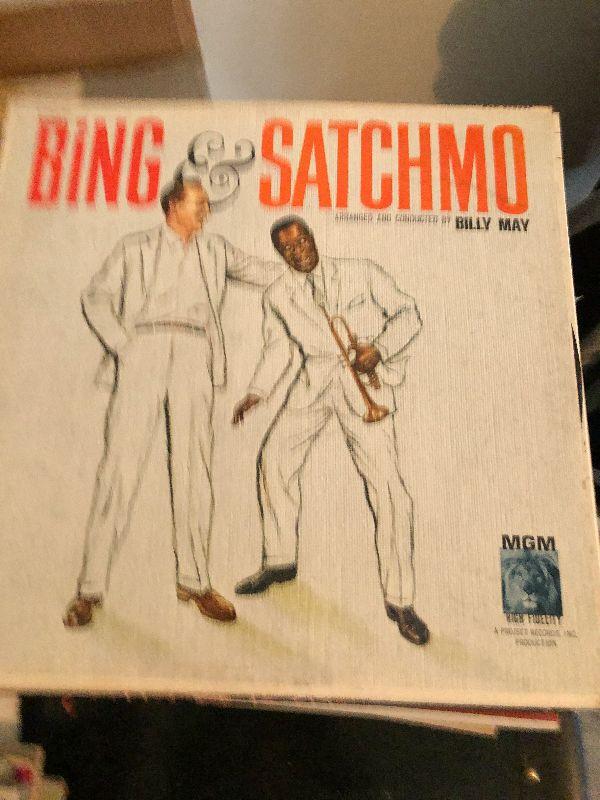 BiNG & SATCHMO
ARRANGED AND CONDUCTED BY BILLY MAY
MGM
HIGH FIDELITY
A PROJECT RECORDS, INC.
PRODUCTION